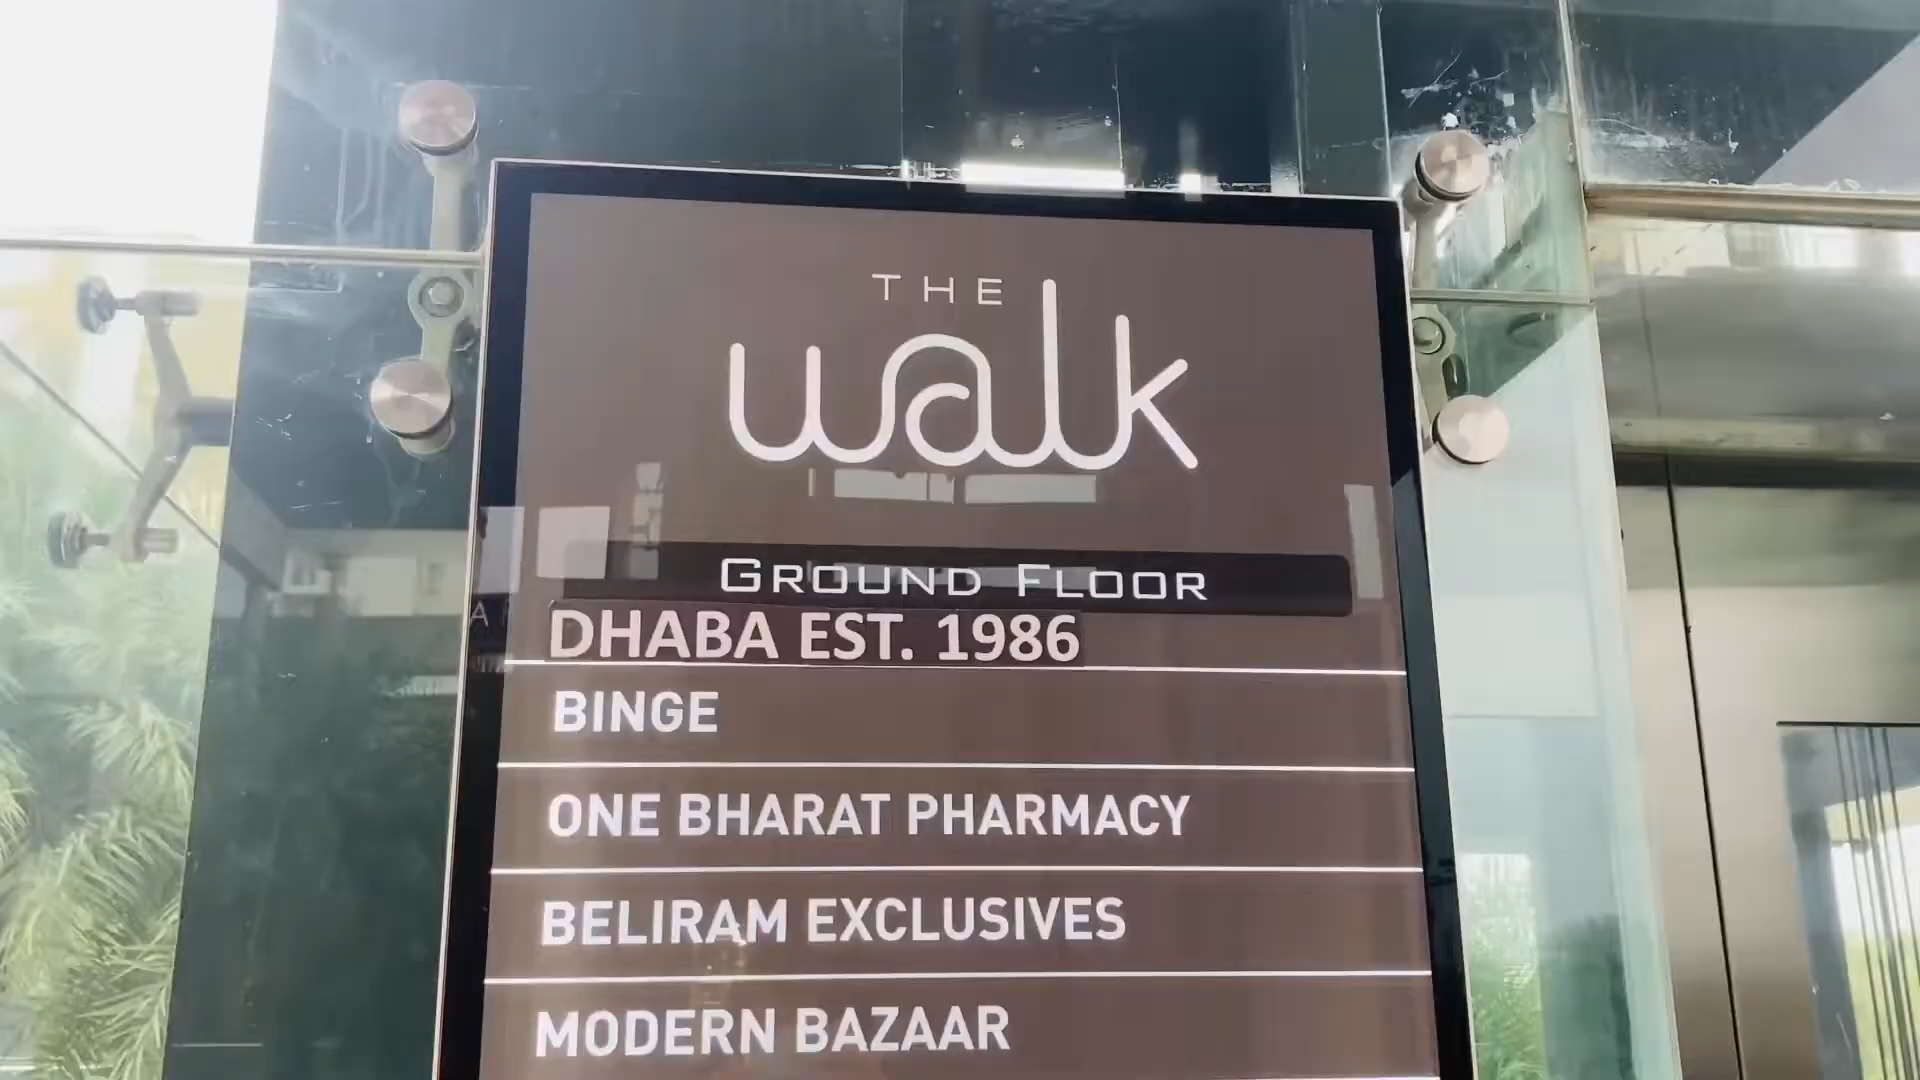 THE
walk
GROUND FLOOR
DHABA EST. 1986
BINGE
ONE BHARAT PHARMACY
BELIRAM EXCLUSIVES
MODERN BAZAAR